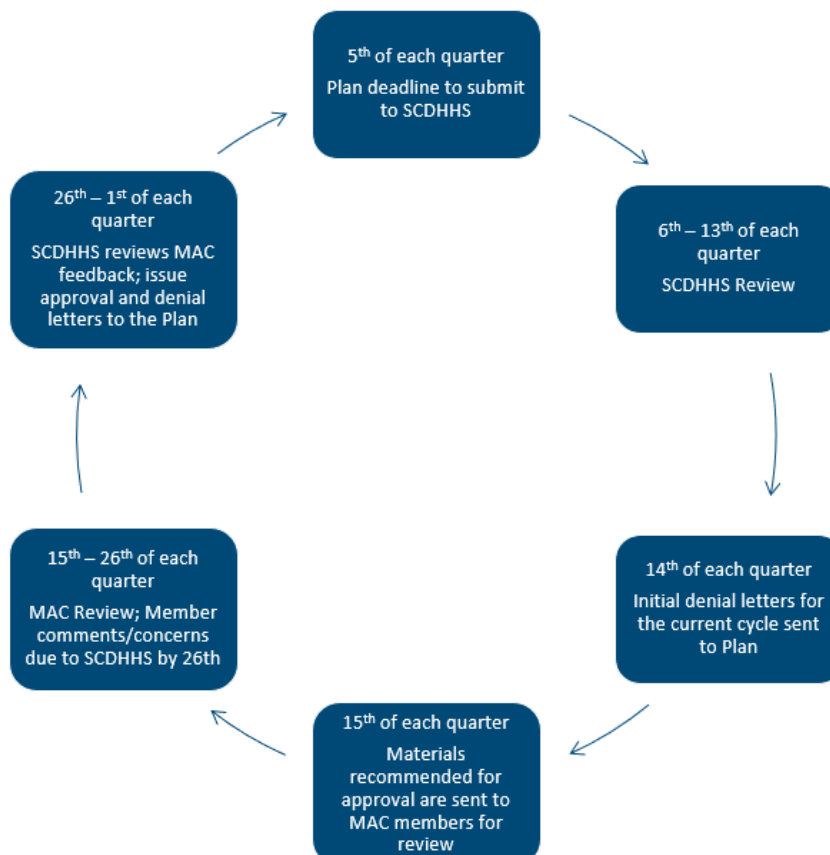 5th of each quarter
Plan deadline to submit
to SCDHHS
6th – 13th of each
quarter
SCDHHS Review
14th of each quarter
Initial denial letters for
the current cycle sent
to Plan
15th of each quarter
Materials
recommended for
approval are sent to
MAC members for
review
15th – 26th of each
quarter
MAC Review; Member
comments/concerns
due to SCDHHS by 26th
26th – 1st of each
quarter
SCDHHS reviews MAC
feedback; issue
approval and denial
letters to the Plan